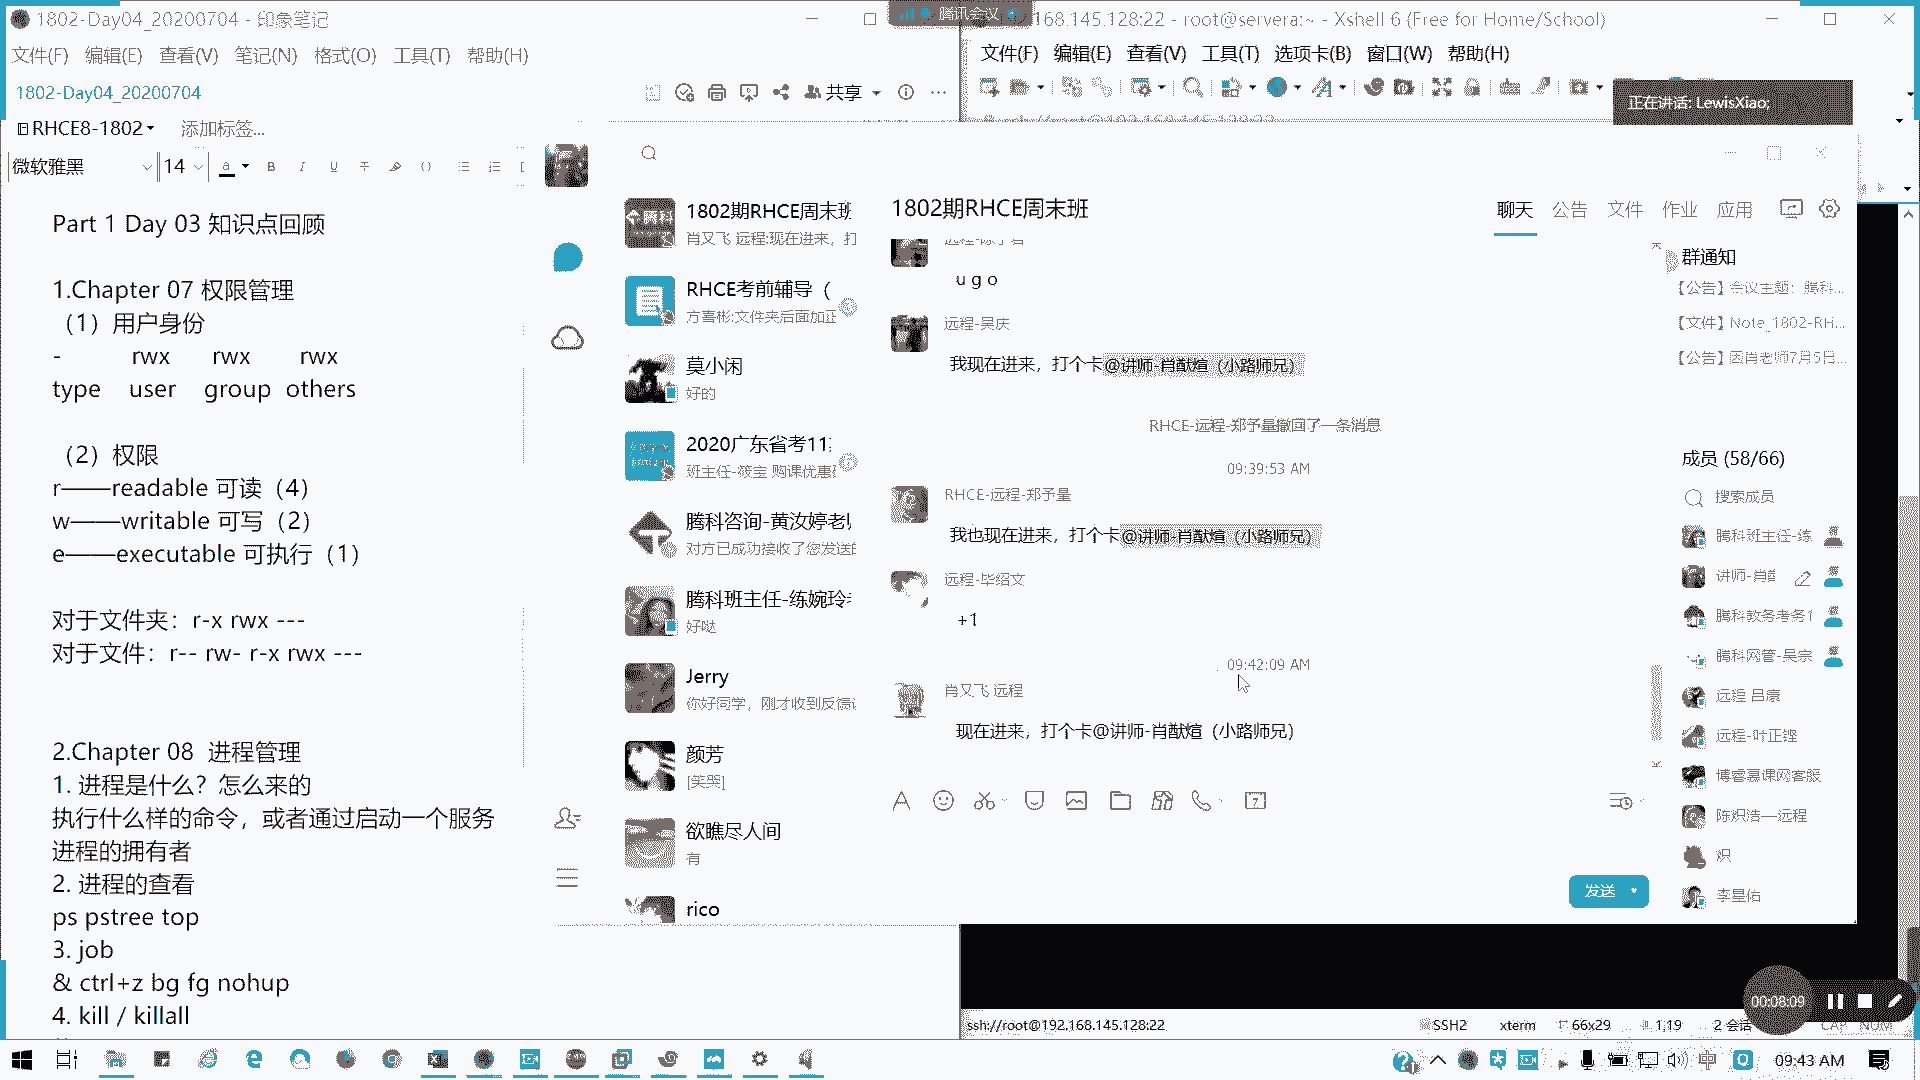 1802-Day04_20200704 - 印象笔记
文件(F) 编辑(E) 查看(V) 笔记(N) 格式(O) 工具(T) 帮助(H)
1802-Day04_20200704
共享
RHCE8-1802
添加标签...
微软雅黑
14
Part 1 Day 03 知识点回顾
1.Chapter 07 权限管理
（1）用户身份
- rwx rwx rwx
type user group others
（2）权限
r——readable 可读（4）
w——writable 可写（2）
e——executable 可执行（1）
对于文件夹：r-x rwx ---
对于文件：r-- rw- r-x rwx ---
2.Chapter 08 进程管理
1. 进程是什么？怎么来的
执行什么样的命令，或者通过启动一个服务
进程的拥有者
2. 进程的查看
ps pstree top
3. job
& ctrl+z bg fg nohup
4. kill / killall
腾讯会议
168.145.128:22 - root@servera:~ - Xshell 6 (Free for Home/School)
文件(F) 编辑(E) 查看(V) 工具(T) 选项卡(B) 窗口(W) 帮助(H)
正在讲话: LewisXiao;
1802期RHCE周末班
肖又飞 远程:现在进来，打
RHCE考前辅导（
方喜彬:文件夹后面加正
莫小闲
好的
2020广东省考11
班主任-筱宝 购课优惠
腾科咨询-黄汝婷老
对方已成功接收了您发送的
腾科班主任-练婉玲
好哒
Jerry
你好同学，刚才收到反馈
颜芳
[笑哭]
欲瞧尽人间
有
rico
1802期RHCE周末班
聊天 公告 文件 作业 应用
u g o
远程-吴庆
我现在进来，打个卡@讲师-肖猷煊（小路师兄）
RHCE-远程-郑予量撤回了一条消息
09:39:53 AM
RHCE-远程-郑予量
我也现在进来，打个卡@讲师-肖猷煊（小路师兄）
远程-毕绍文
+1
09:42:09 AM
肖又飞 远程
现在进来，打个卡@讲师-肖猷煊（小路师兄）
发送
群通知
【公告】会议主题：腾科...
【文件】Note_1802-RH...
【公告】因肖老师7月5日...
成员 (58/66)
搜索成员
腾科班主任-练
讲师-肖
腾科教务考务1
腾科网管-吴宗
远程 吕豪
远程-叶正铿
博睿慕课网客服
陈炽浩—远程
炽
李星佑
00:08:09
ssh://root@192.168.145.128:22
SSH2
xterm
66x29
1,19
2 会话
CAP NUM
中
09:43 AM